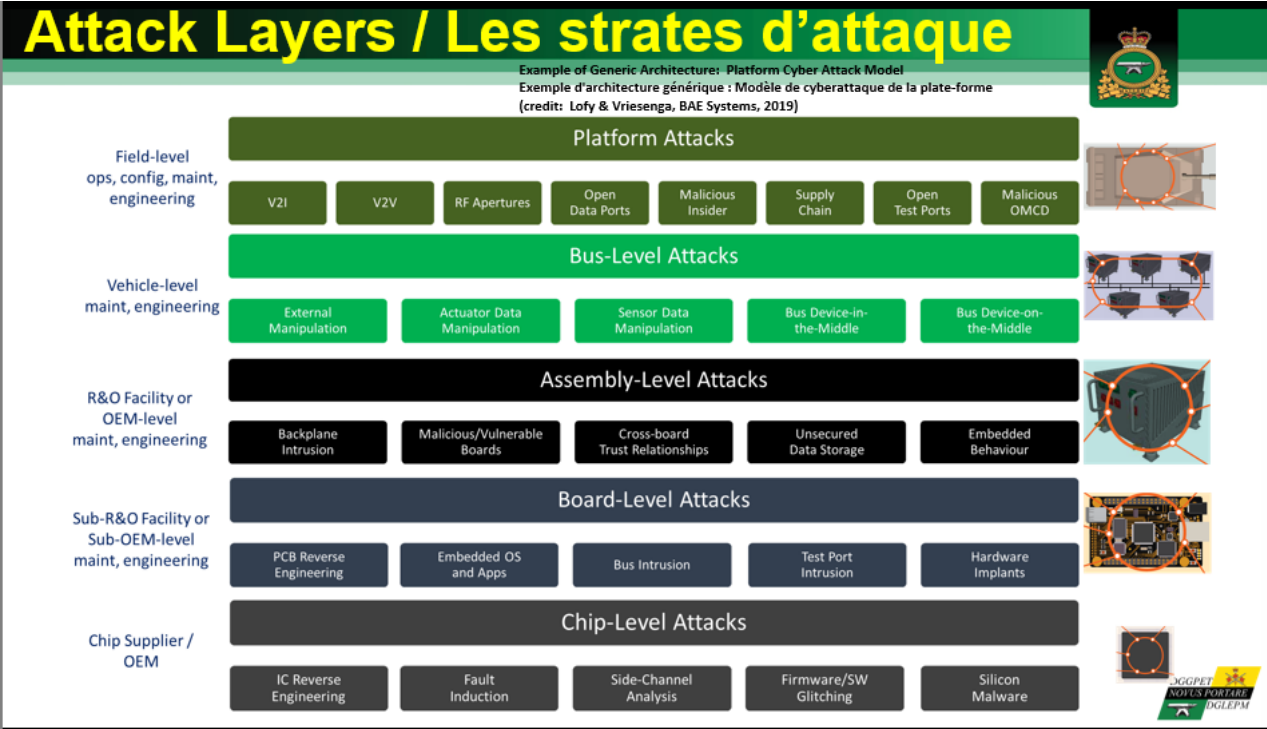 Attack Layers / Les strates d'attaque
Example of Generic Architecture: Platform Cyber Attack Model
Exemple d'architecture générique : Modèle de cyberattaque de la plate-forme
(credit: Lofy & Vriesenga, BAE Systems, 2019)
Field-level
ops, config, maint,
engineering
Platform Attacks
V2I
V2V
RF Apertures
Open
Data Ports
Malicious
Insider
Supply
Chain
Open
Test Ports
Malicious
OMCD
Vehicle-level
maint, engineering
Bus-Level Attacks
External
Manipulation
Actuator Data
Manipulation
Sensor Data
Manipulation
Bus Device-in-
the-Middle
Bus Device-on-
the-Middle
R&O Facility or
OEM-level
maint, engineering
Assembly-Level Attacks
Backplane
Intrusion
Malicious/Vulnerable
Boards
Cross-board
Trust Relationships
Unsecured
Data Storage
Embedded
Behaviour
Sub-R&O Facility or
Sub-OEM-level
maint, engineering
Board-Level Attacks
PCB Reverse
Engineering
Embedded OS
and Apps
Bus Intrusion
Test Port
Intrusion
Hardware
Implants
Chip Supplier /
OEM
Chip-Level Attacks
IC Reverse
Engineering
Fault
Induction
Side-Channel
Analysis
Firmware/SW
Glitching
Silicon
Malware
DGGPET
NOVUS PORTARE
DGLEPM